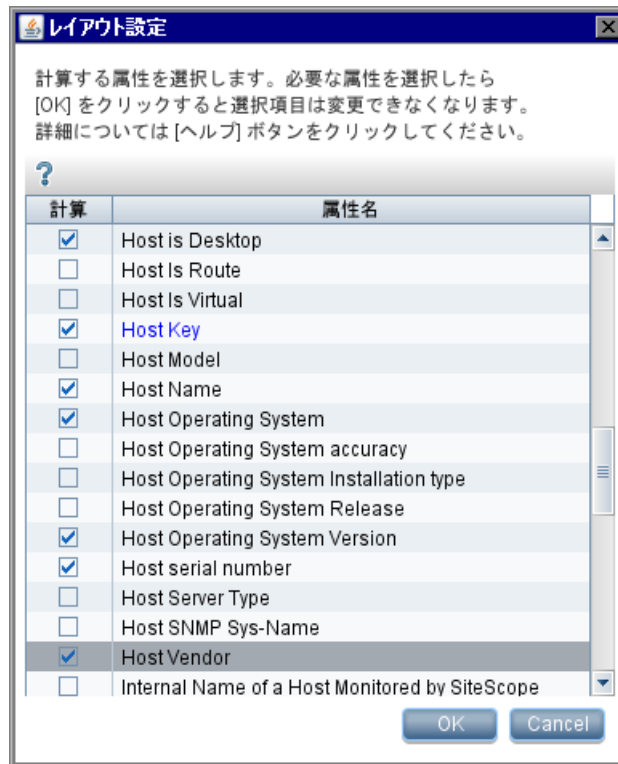 レイアウト設定
計算する属性を選択します。必要な属性を選択したら
[OK] をクリックすると選択項目は変更できなくなります。
詳細については [ヘルプ] ボタンをクリックしてください。
?
計算 属性名
Host is Desktop
Host Is Route
Host Is Virtual
Host Key
Host Model
Host Name
Host Operating System
Host Operating System accuracy
Host Operating System Installation type
Host Operating System Release
Host Operating System Version
Host serial number
Host Server Type
Host SNMP Sys-Name
Host Vendor
Internal Name of a Host Monitored by SiteScope
OK Cancel